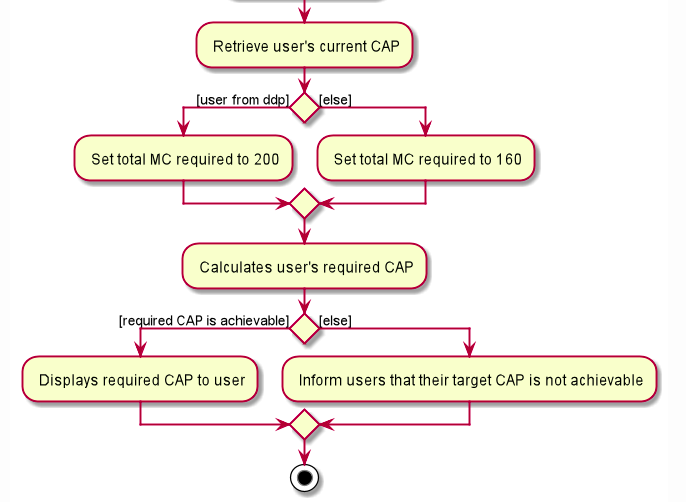 Retrieve user's current CAP
[user from ddp] [else]
Set total MC required to 200
Set total MC required to 160
Calculates user's required CAP
[required CAP is achievable] [else]
Displays required CAP to user
Inform users that their target CAP is not achievable